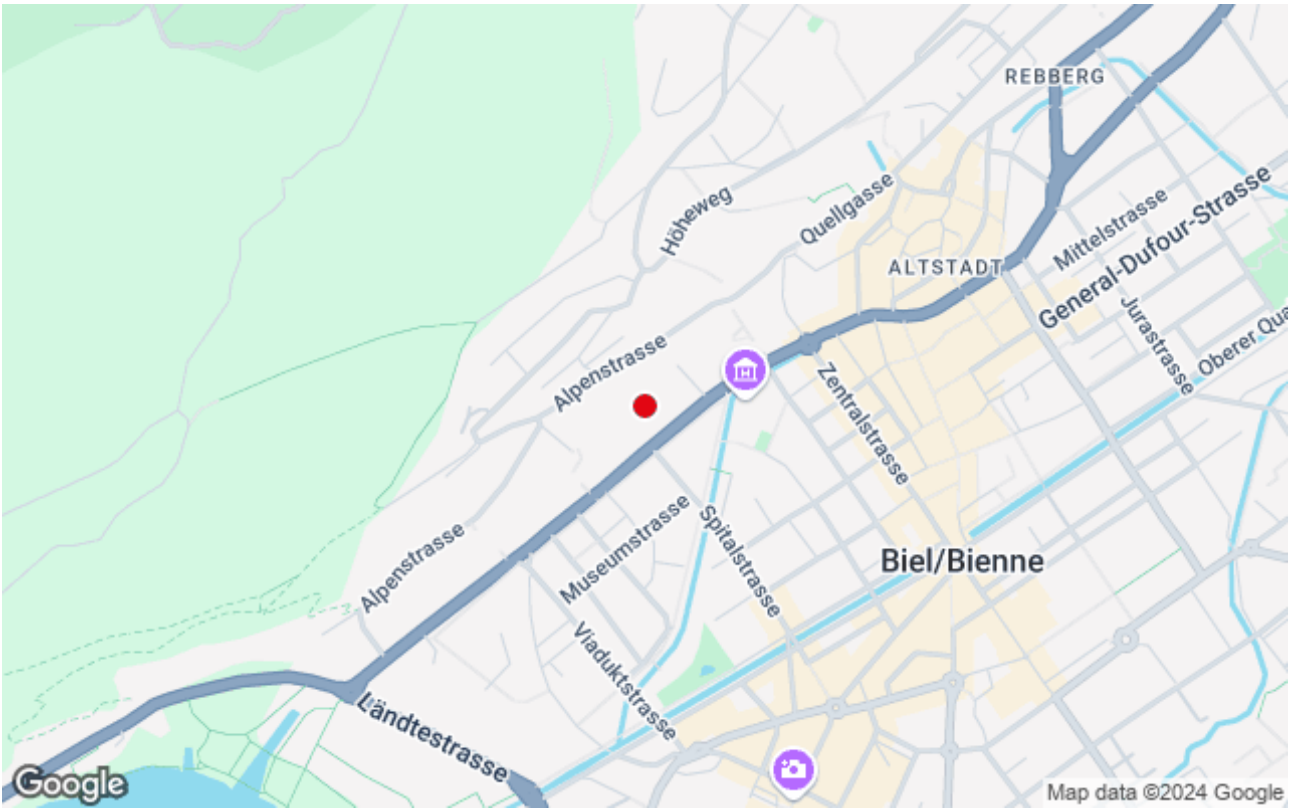 REBBERG
Höheweg
Quellgasse
Mittelstrasse
General-Dufour-Strasse
ALTSTADT
Jurastrasse
Oberer Qua
Alpenstrasse
Zentralstrasse
Museumstrasse
Spitalstrasse
Alpenstrasse
Biel/Bienne
Viaduktstrasse
Ländtestrasse
Google
Map data ©2024 Google